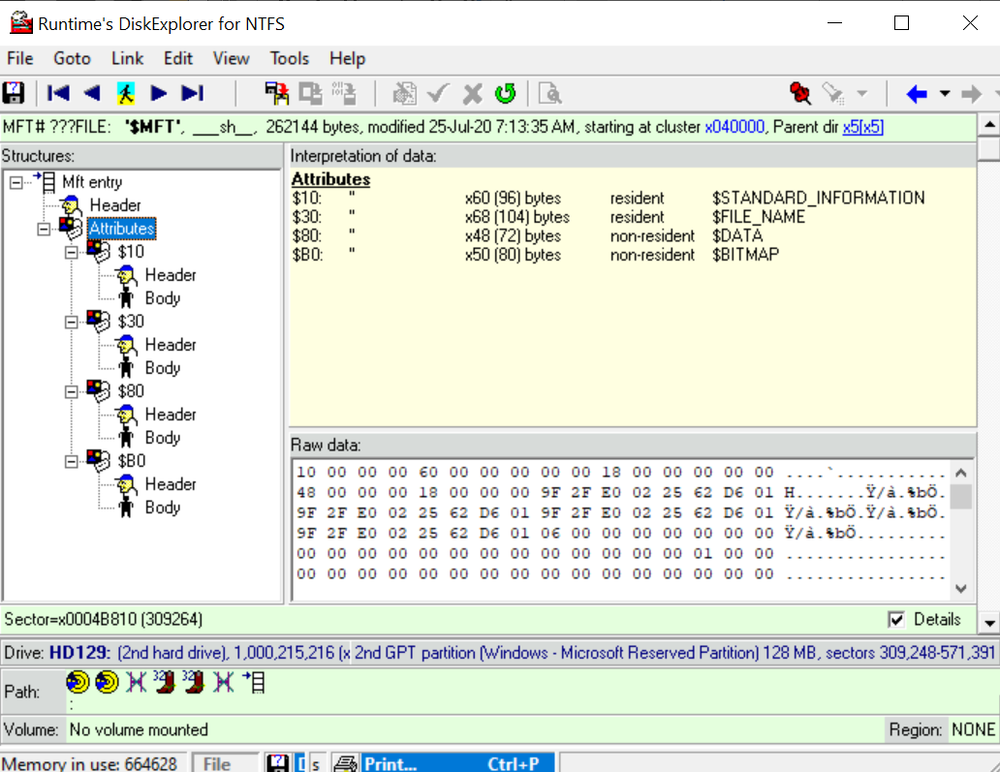 Runtime's DiskExplorer for NTFS
File Goto Link Edit View Tools Help
MFT# ???FILE: '$MFT', ___sh__, 262144 bytes, modified 25-Jul-20 7:13:35 AM, starting at cluster x040000, Parent dir x5[x5]
Structures:
Mft entry
Header
Attributes
$10
Header
Body
$30
Header
Body
$80
Header
Body
$B0
Header
Body
Interpretation of data:
Attributes
$10: " x60 (96) bytes resident $STANDARD_INFORMATION
$30: " x68 (104) bytes resident $FILE_NAME
$80: " x48 (72) bytes non-resident $DATA
$B0: " x50 (80) bytes non-resident $BITMAP
Raw data:
10 00 00 00 60 00 00 00 00 00 18 00 00 00 00 00 ....`...........
48 00 00 00 18 00 00 00 9F 2F E0 02 25 62 D6 01 H.......Ÿ/à.%bÖ.
9F 2F E0 02 25 62 D6 01 9F 2F E0 02 25 62 D6 01 Ÿ/à.%bÖ.Ÿ/à.%bÖ.
9F 2F E0 02 25 62 D6 01 06 00 00 00 00 00 00 00 Ÿ/à.%bÖ.........
00 00 00 00 00 00 00 00 00 00 00 00 00 01 00 00 ................
00 00 00 00 00 00 00 00 00 00 00 00 00 00 00 00 ................
Sector=x0004B810 (309264)
Details
Drive: HD129: (2nd hard drive), 1,000,215,216 (x 2nd GPT partition (Windows - Microsoft Reserved Partition) 128 MB, sectors 309,248-571,391
Path:
32 32
:
Volume: No volume mounted Region: NONE
Memory in use: 664628 File s Print... Ctrl+P